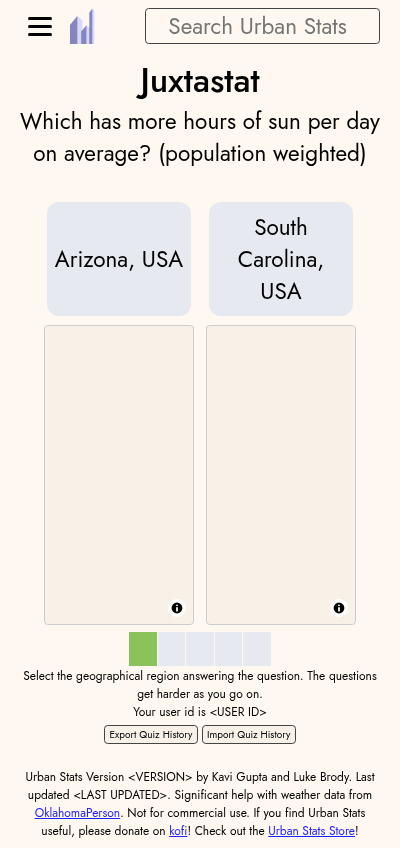 Search Urban Stats
Juxtastat
Which has more hours of sun per day
on average? (population weighted)
Arizona, USA
South
Carolina,
USA
Select the geographical region answering the question. The questions
get harder as you go on.
Your user id is <USER ID>
Export Quiz History
Import Quiz History
Urban Stats Version <VERSION> by Kavi Gupta and Luke Brody. Last
updated <LAST UPDATED>. Significant help with weather data from
OklahomaPerson. Not for commercial use. If you find Urban Stats
useful, please donate on kofi! Check out the Urban Stats Store!